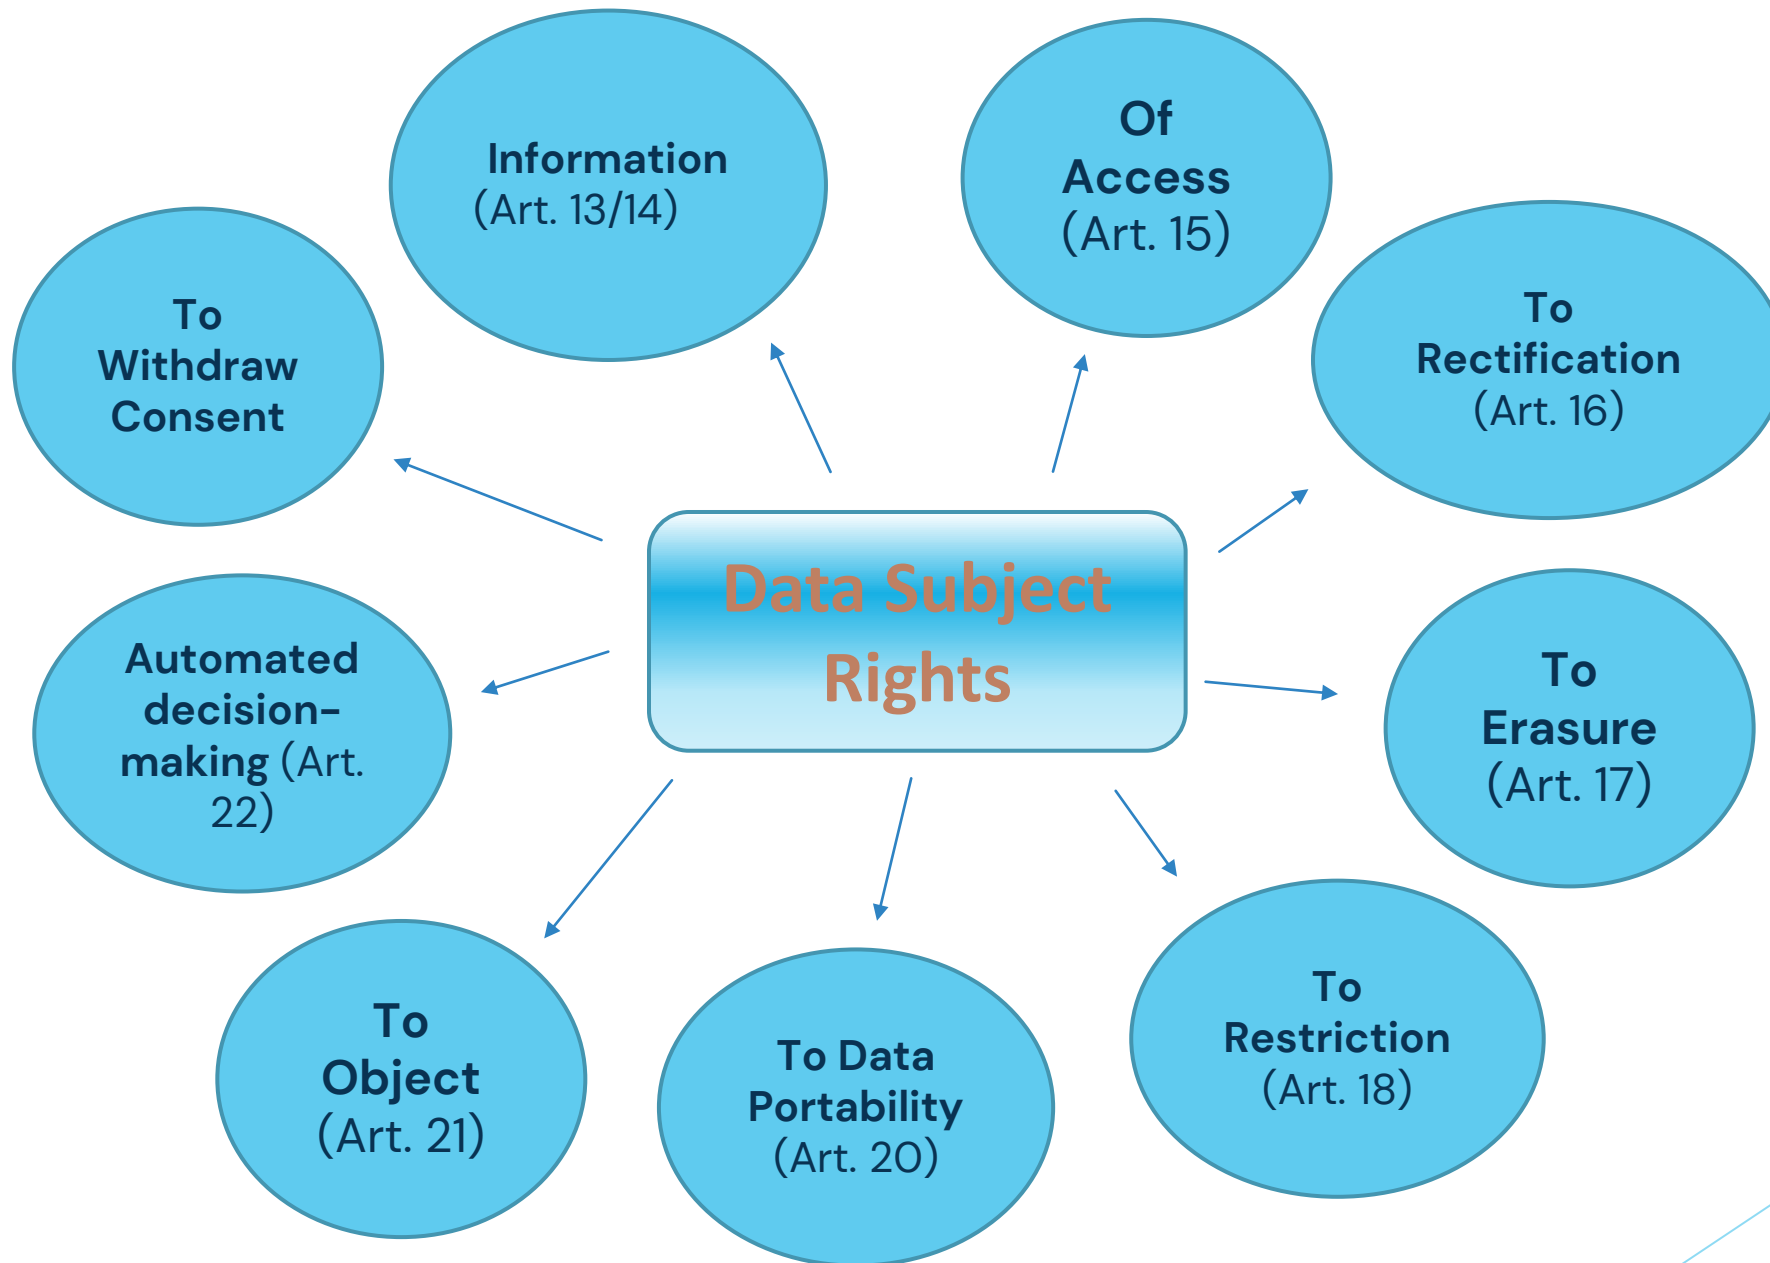 Information
(Art. 13/14)
Of
Access
(Art. 15)
To
Rectification
(Art. 16)
To
Withdraw
Consent
Data Subject
Rights
Automated
decision-
making (Art.
22)
To
Erasure
(Art. 17)
To
Object
(Art. 21)
To Data
Portability
(Art. 20)
To
Restriction
(Art. 18)